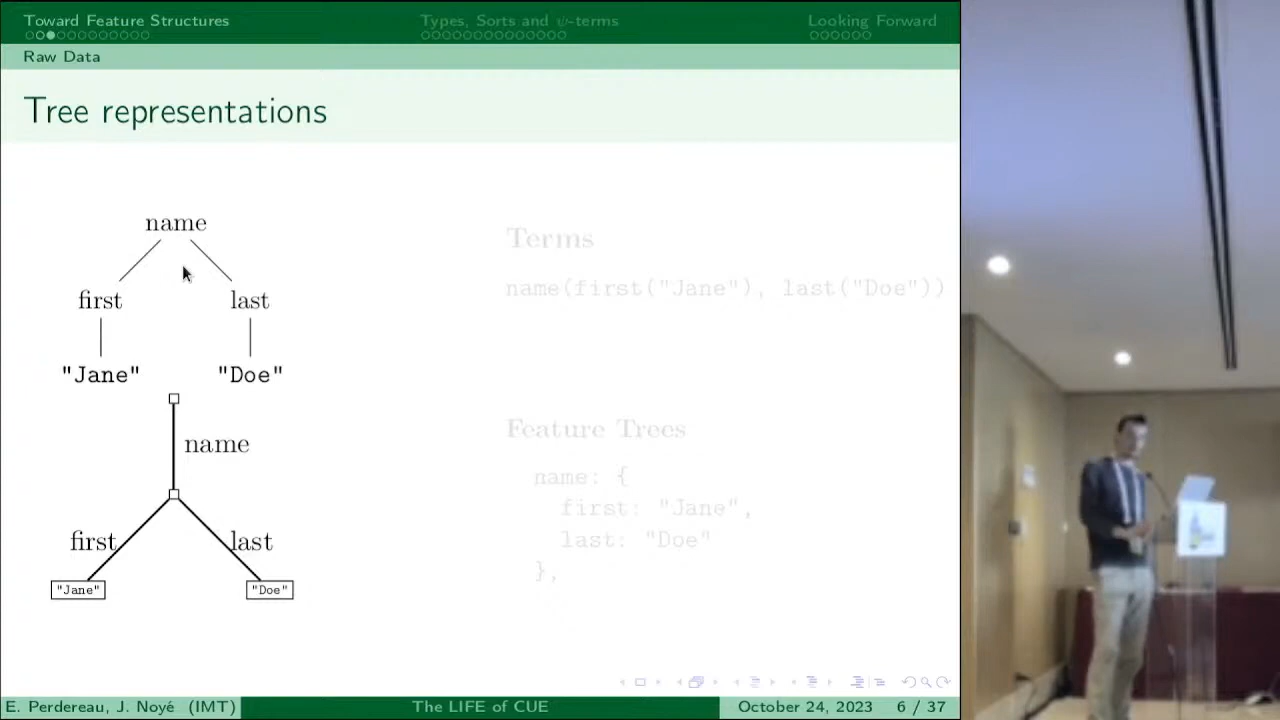 Toward Feature Structures
Types, Sorts and ψ-terms
Looking Forward
Raw Data
Tree representations
name
first last
"Jane" "Doe"
name
first last
"Jane" "Doe"
Terms
name(first("Jane"), last("Doe"))
Feature Trees
name: {
first: "Jane",
last: "Doe"
},
E. Perdereau, J. Noyé (IMT)
The LIFE of CUE
October 24, 2023
6 / 37